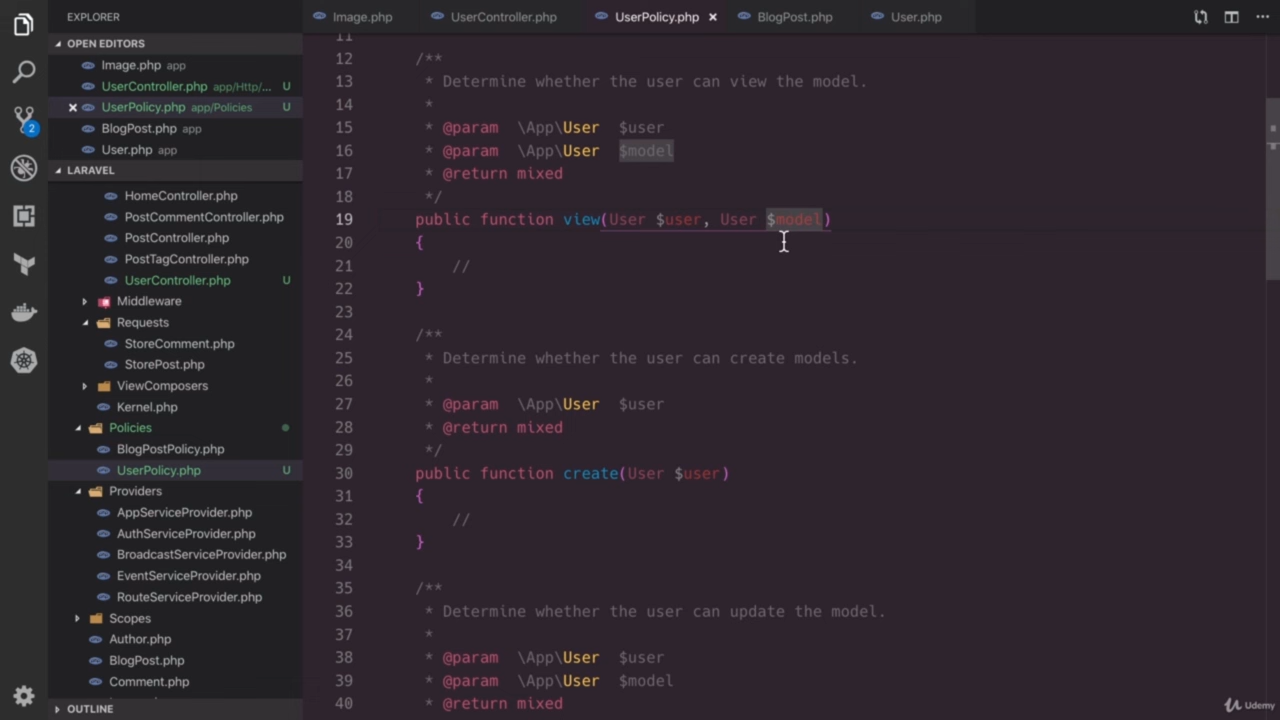 EXPLORER
OPEN EDITORS
Image.php app
UserController.php app/Http/... U
UserPolicy.php app/Policies U
BlogPost.php app
User.php app
2
LARAVEL
HomeController.php
PostCommentController.php
PostController.php
PostTagController.php
UserController.php U
Middleware
Requests
StoreComment.php
StorePost.php
ViewComposers
Kernel.php
Policies
BlogPostPolicy.php
UserPolicy.php U
Providers
AppServiceProvider.php
AuthServiceProvider.php
BroadcastServiceProvider.php
EventServiceProvider.php
RouteServiceProvider.php
Scopes
Author.php
BlogPost.php
Comment.php
OUTLINE
Image.php UserController.php UserPolicy.php BlogPost.php User.php
11
12 /**
13 * Determine whether the user can view the model.
14 *
15 * @param \App\User $user
16 * @param \App\User $model
17 * @return mixed
18 */
19 public function view(User $user, User $model)
20 {
21 //
22 }
23
24 /**
25 * Determine whether the user can create models.
26 *
27 * @param \App\User $user
28 * @return mixed
29 */
30 public function create(User $user)
31 {
32 //
33 }
34
35 /**
36 * Determine whether the user can update the model.
37 *
38 * @param \App\User $user
39 * @param \App\User $model
40 * @return mixed
Udemy